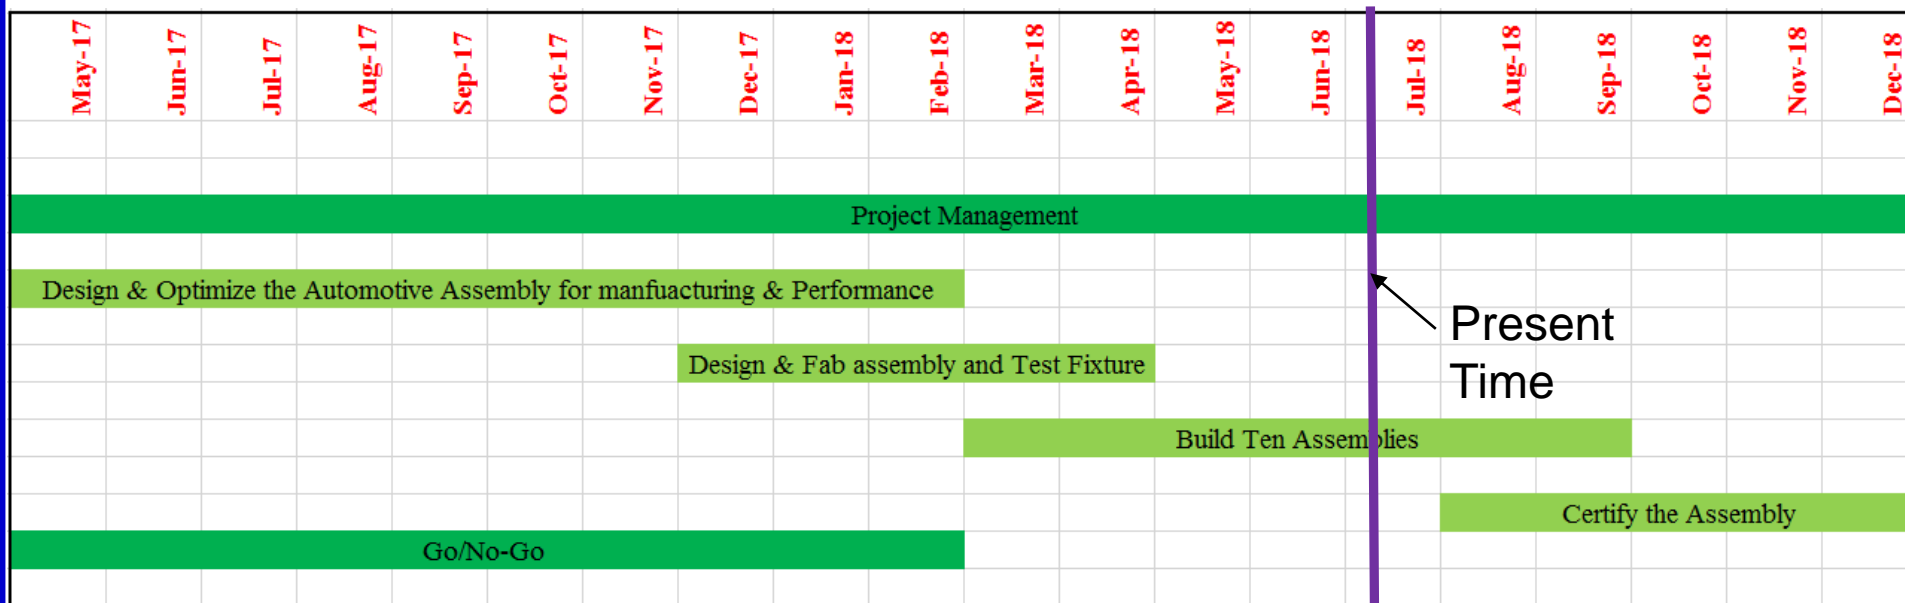 May-17
Jun-17
Jul-17
Aug-17
Sep-17
Oct-17
Nov-17
Dec-17
Jan-18
Feb-18
Mar-18
Apr-18
May-18
Jun-18
Jul-18
Aug-18
Sep-18
Oct-18
Nov-18
Dec-18
Project Management
Design & Optimize the Automotive Assembly for manfuacturing & Performance
Present
Time
Design & Fab assembly and Test Fixture
Build Ten Assemblies
Certify the Assembly
Go/No-Go